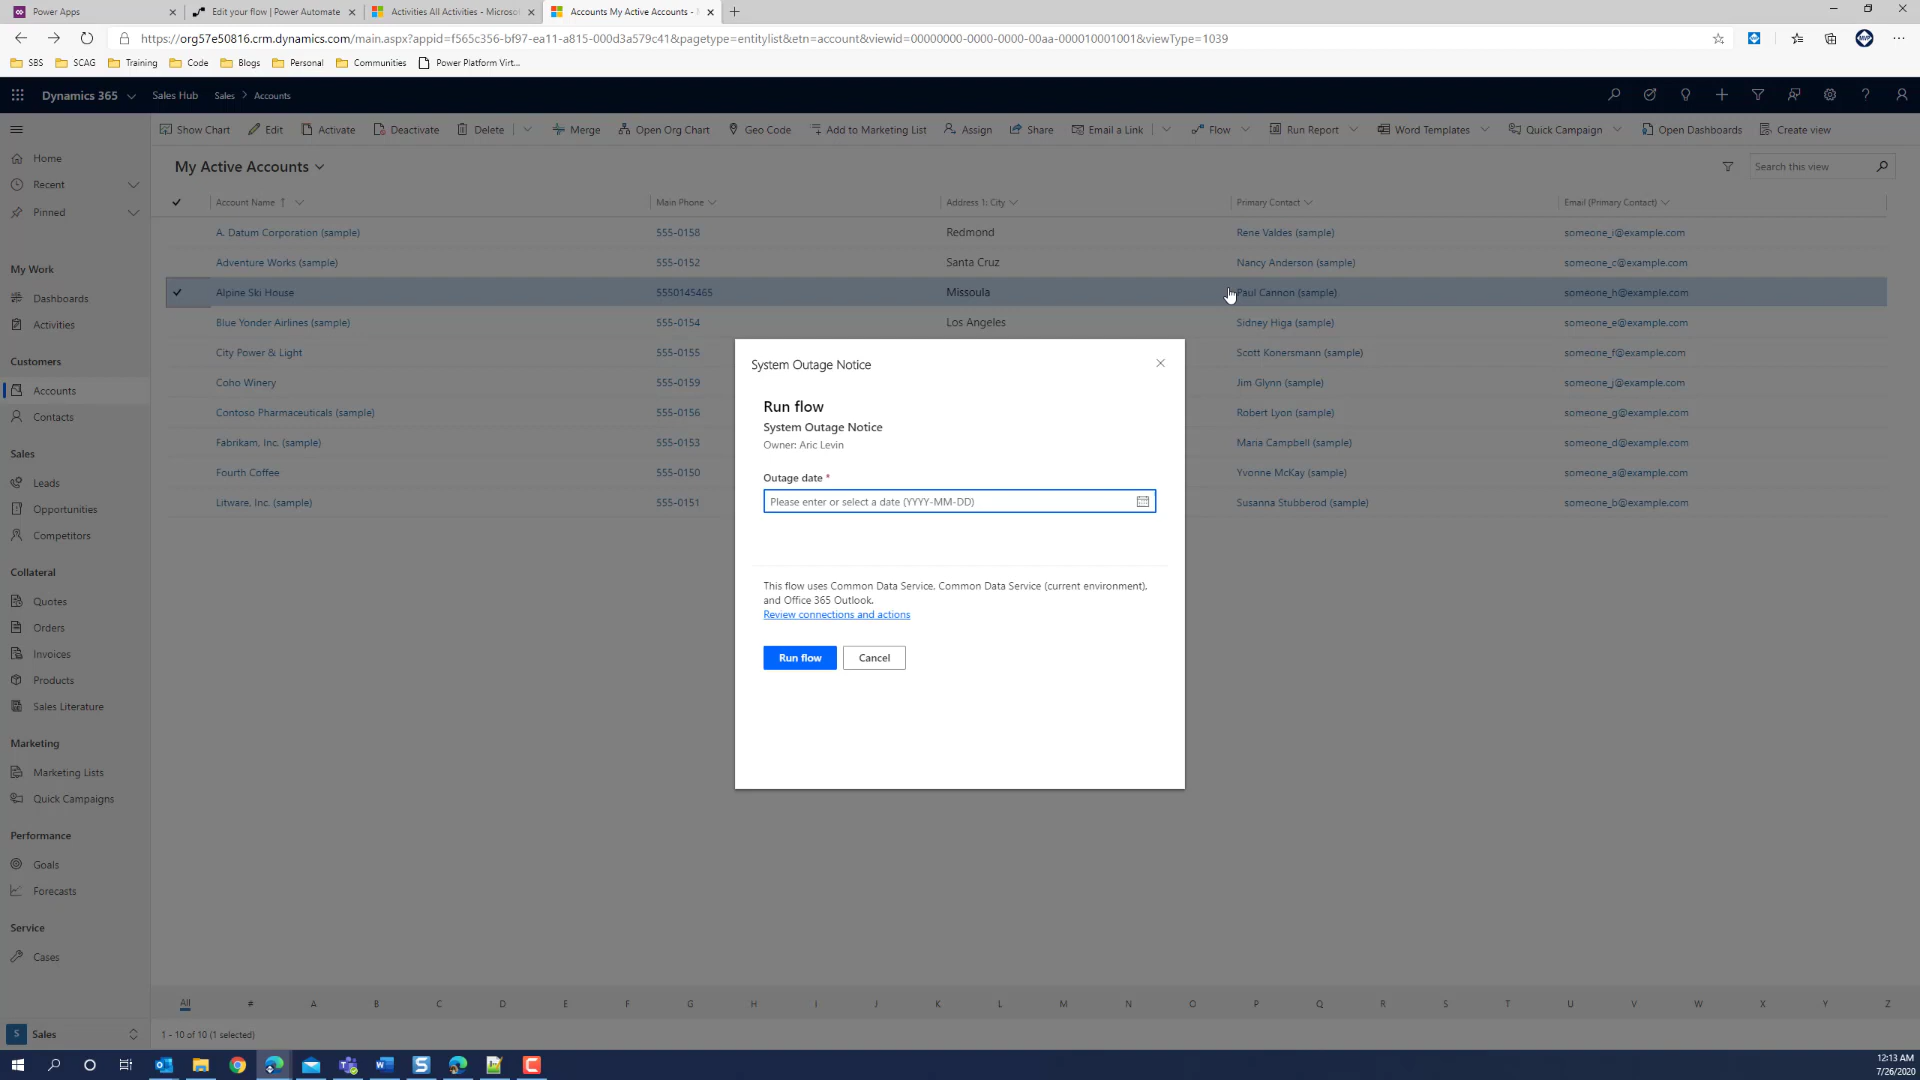 Power Apps
Edit your flow | Power Automate
Activities All Activities - Microso
Accounts My Active Accounts -
https://org57e50816.crm.dynamics.com/main.aspx?appid=f565c356-bf97-ea11-a815-000d3a579c41&pagetype=entitylist&etn=account&viewid=00000000-0000-0000-00aa-000010001001&viewType=1039
SBS SCAG Training Code Blogs Personal Communities Power Platform Virt...
Dynamics 365 Sales Hub Sales > Accounts
Show Chart Edit Activate Deactivate Delete Merge Open Org Chart Geo Code Add to Marketing List Assign Share Email a Link Flow Run Report Word Templates Quick Campaign Open Dashboards Create view
Home
Recent
Pinned
My Work
Dashboards
Activities
Customers
Accounts
Contacts
Sales
Leads
Opportunities
Competitors
Collateral
Quotes
Orders
Invoices
Products
Sales Literature
Marketing
Marketing Lists
Quick Campaigns
Performance
Goals
Forecasts
Service
Cases
S Sales
My Active Accounts
Search this view
Account Name ↑ Main Phone Address 1: City Primary Contact Email (Primary Contact)
A. Datum Corporation (sample) 555-0158 Redmond Rene Valdes (sample) someone_i@example.com
Adventure Works (sample) 555-0152 Santa Cruz Nancy Anderson (sample) someone_c@example.com
Alpine Ski House 5550145465 Missoula Paul Cannon (sample) someone_h@example.com
Blue Yonder Airlines (sample) 555-0154 Los Angeles Sidney Higa (sample) someone_e@example.com
City Power & Light 555-0155 Scott Konersmann (sample) someone_f@example.com
Coho Winery 555-0159 Jim Glynn (sample) someone_j@example.com
Contoso Pharmaceuticals (sample) 555-0156 Robert Lyon (sample) someone_g@example.com
Fabrikam, Inc. (sample) 555-0153 Maria Campbell (sample) someone_d@example.com
Fourth Coffee 555-0150 Yvonne McKay (sample) someone_a@example.com
Litware, Inc. (sample) 555-0151 Susanna Stubberod (sample) someone_b@example.com
System Outage Notice
Run flow
System Outage Notice
Owner: Aric Levin
Outage date *
Please enter or select a date (YYYY-MM-DD)
This flow uses Common Data Service, Common Data Service (current environment),
and Office 365 Outlook.
Review connections and actions
Run flow Cancel
All # A B C D E F G H I J K L M N O P Q R S T U V W X Y Z
1 - 10 of 10 (1 selected)
12:13 AM
7/26/2020